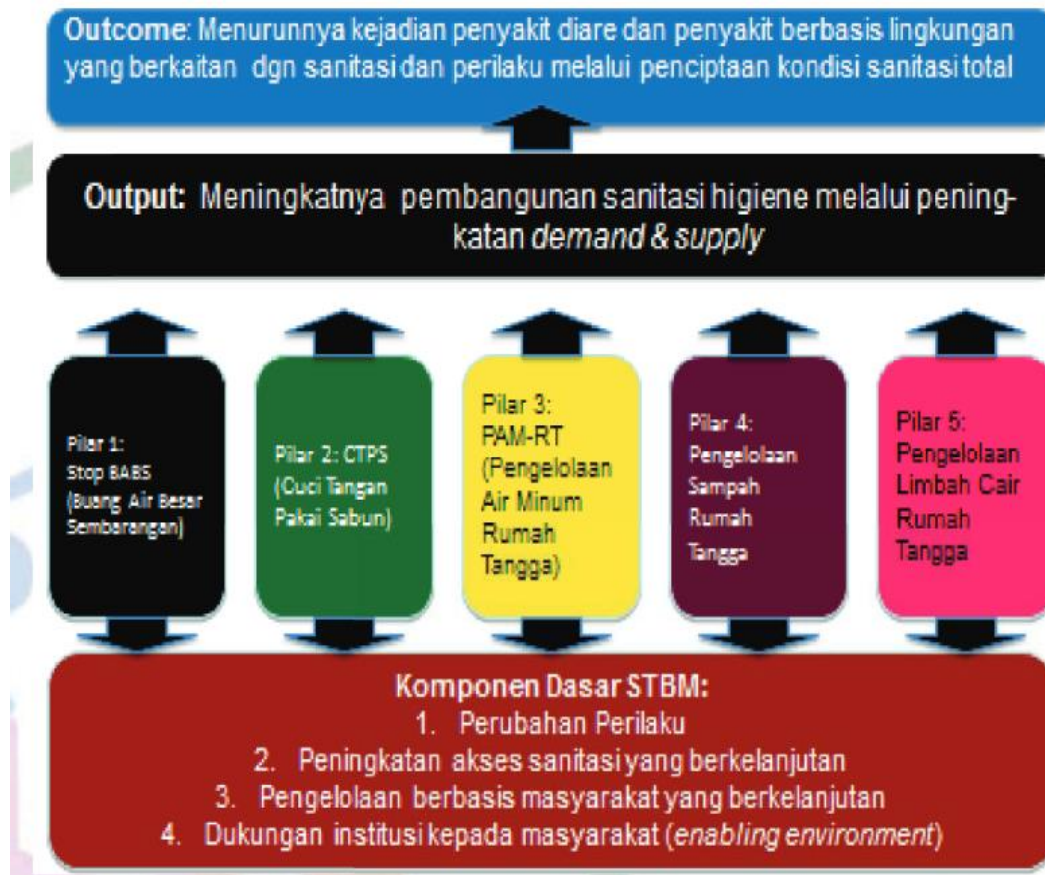 Outcome: Menurunnya kejadian penyakit diare dan penyakit berbasis lingkungan
yang berkaitan dgn sanitasi dan perilaku melalui penciptaan kondisi sanitasi total
Output: Meningkatnya pembangunan sanitasi higiene melalui pening-
katan demand & supply
Pilar 1:
Stop BABS
(Buang Air Besar
Sembarangan)
Pilar 2: CTPS
(Cuci Tangan
Pakai Sabun)
Pilar 3:
PAM-RT
(Pengelolaan
Air Minum
Rumah
Tangga)
Pilar 4:
Pengelolaan
Sampah
Rumah
Tangga
Pilar 5:
Pengelolaan
Limbah Cair
Rumah
Tangga
Komponen Dasar STBM:
1. Perubahan Perilaku
2. Peningkatan akses sanitasi yang berkelanjutan
3. Pengelolaan berbasis masyarakat yang berkelanjutan
4. Dukungan institusi kepada masyarakat (enabling environment)